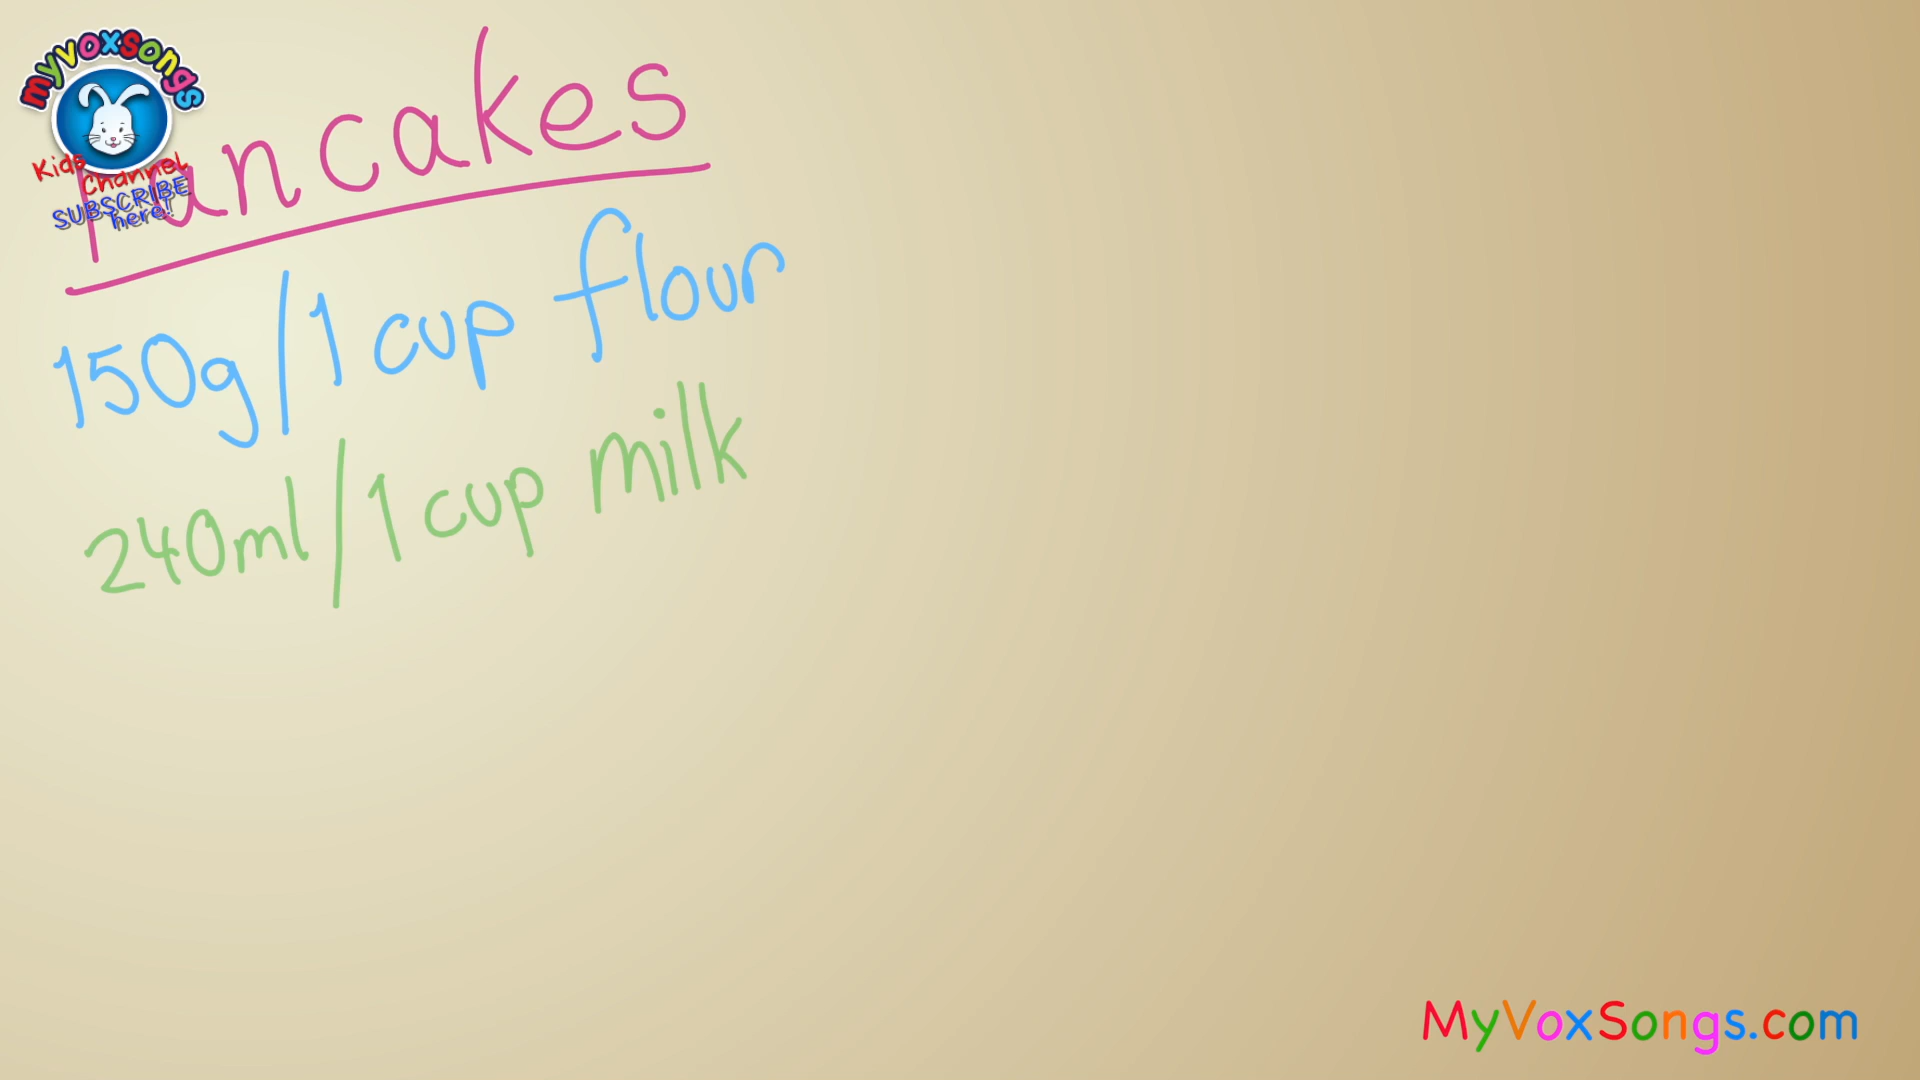 myvoxsongs
Kids Channel
SUBSCRIBE here!
Pancakes
150g/1 cup flour
240ml/1 cup milk
MyVoxSongs.com